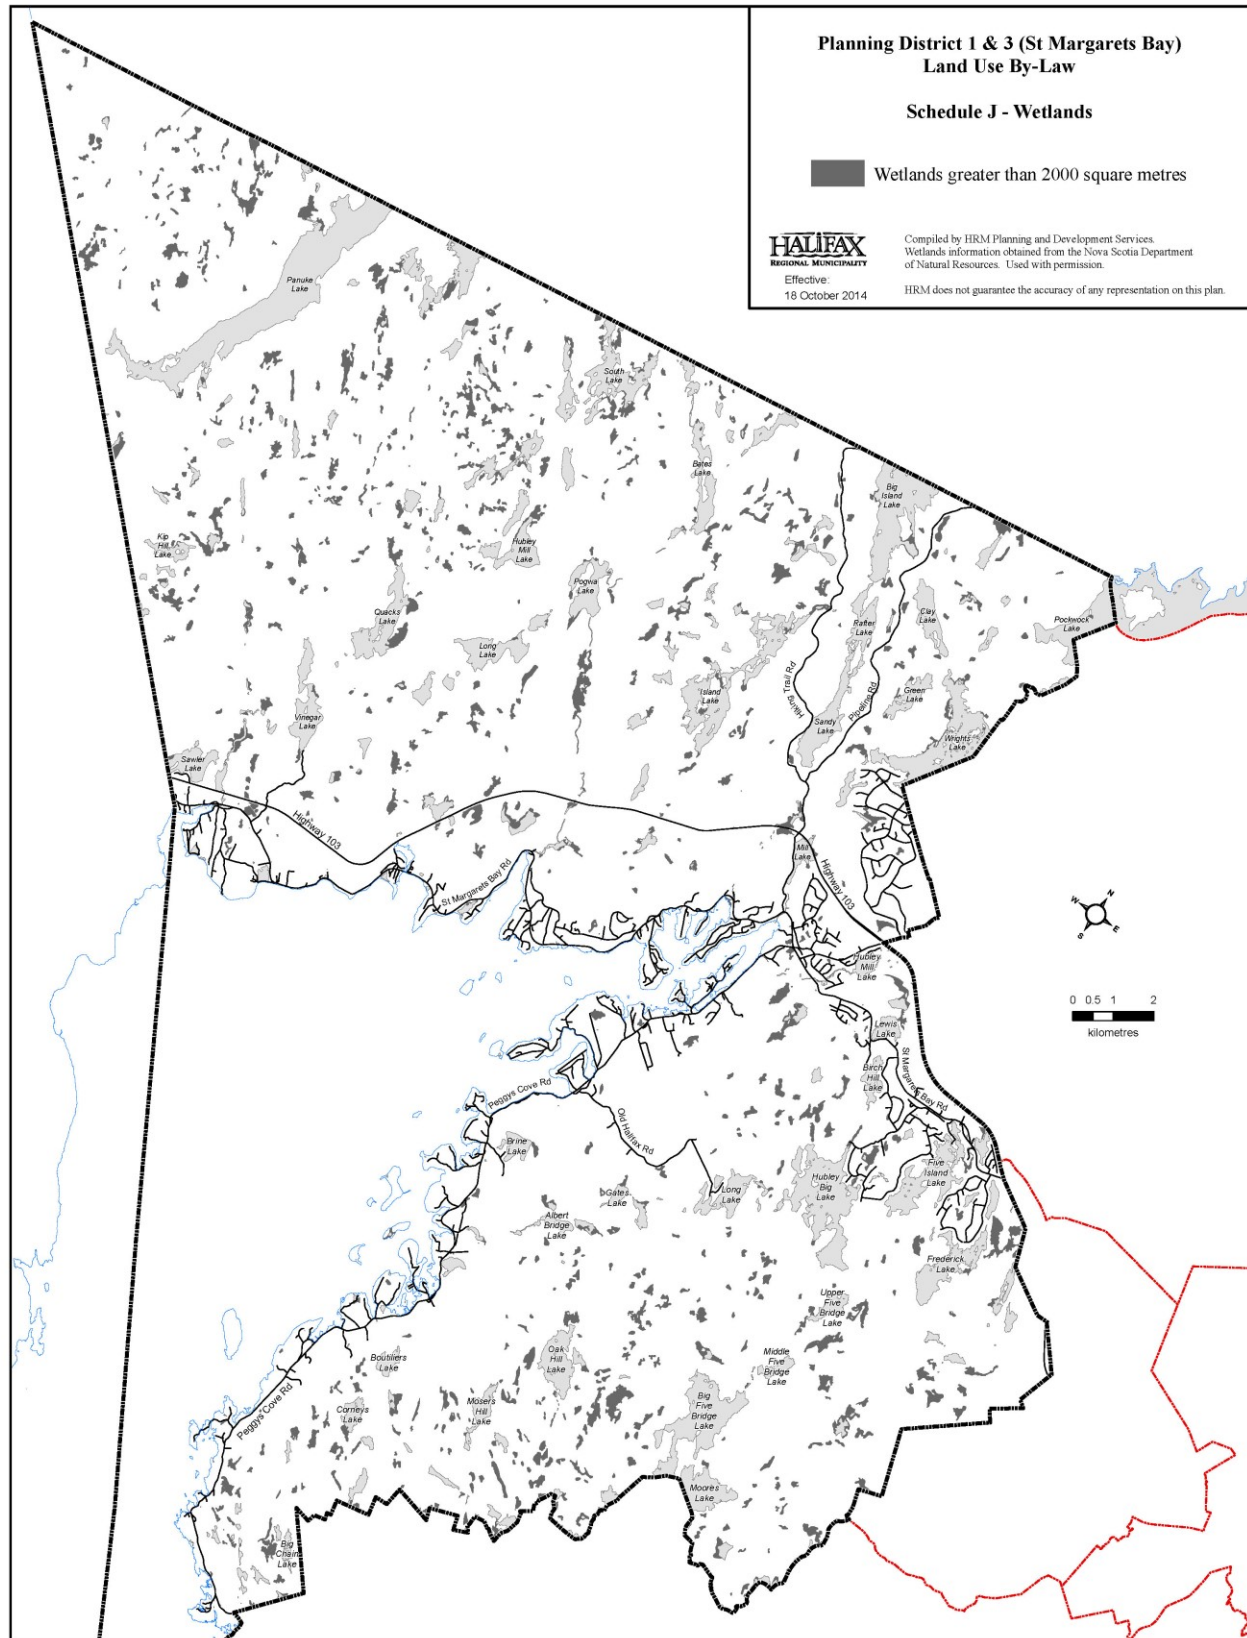 Planning District 1 & 3 (St Margarets Bay)
Land Use By-Law
Schedule J - Wetlands
Wetlands greater than 2000 square metres
HALIFAX
REGIONAL MUNICIPALITY
Compiled by HRM Planning and Development Services.
Wetlands information obtained from the Nova Scotia Department
of Natural Resources. Used with permission.
Effective:
18 October 2014
HRM does not guarantee the accuracy of any representation on this plan.
Panuke
Lake
South
Lake
Bates
Lake
Big
Island
Lake
Kip
Hill
Lake
Hubley
Mill
Lake
Pogwa
Lake
Quacks
Lake
Long
Lake
Rafter
Lake
Clay
Lake
Pockwock
Lake
Island
Lake
Hiking Trail Rd
Pipeline Rd
Green
Lake
Vinegar
Lake
Sandy
Lake
Wrights
Lake
Sawler
Lake
Highway 103
Mill
Lake
Highway 103
St Margarets Bay Rd
N
W
E
S
Hubley
Mill
Lake
0 0.5 1 2
kilometres
Lewis
Lake
Birch
Hill
Lake
St Margarets Bay Rd
Peggys Cove Rd
Old Halifax Rd
Brine
Lake
Five
Island
Lake
Hubley
Big
Lake
Gates
Lake
Long
Lake
Albert
Bridge
Lake
Frederick
Lake
Upper
Five
Bridge
Lake
Boutiliers
Lake
Oak
Hill
Lake
Middle
Five
Bridge
Lake
Peggys Cove Rd
Corneys
Lake
Mosers
Hill
Lake
Big
Five
Bridge
Lake
Moores
Lake
Big
Chain
Lake